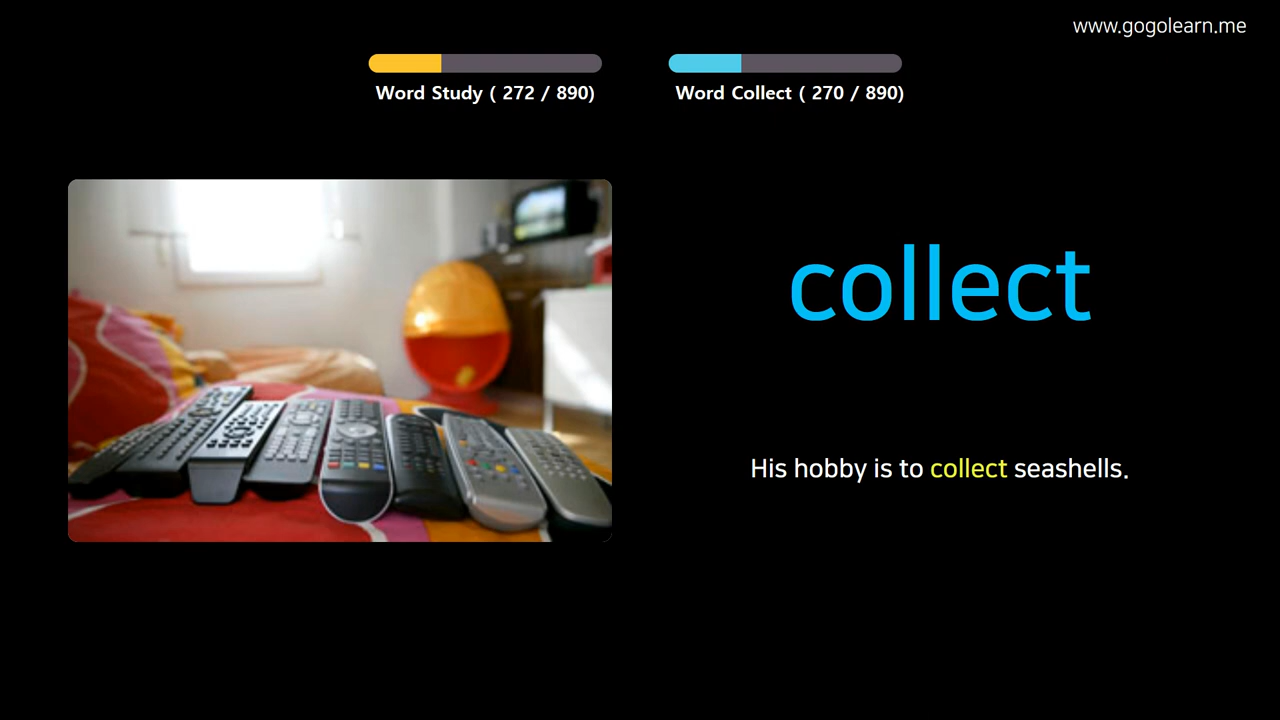 www.gogolearn.me
Word Study ( 272 / 890)
Word Collect ( 270 / 890)
collect
His hobby is to collect seashells.